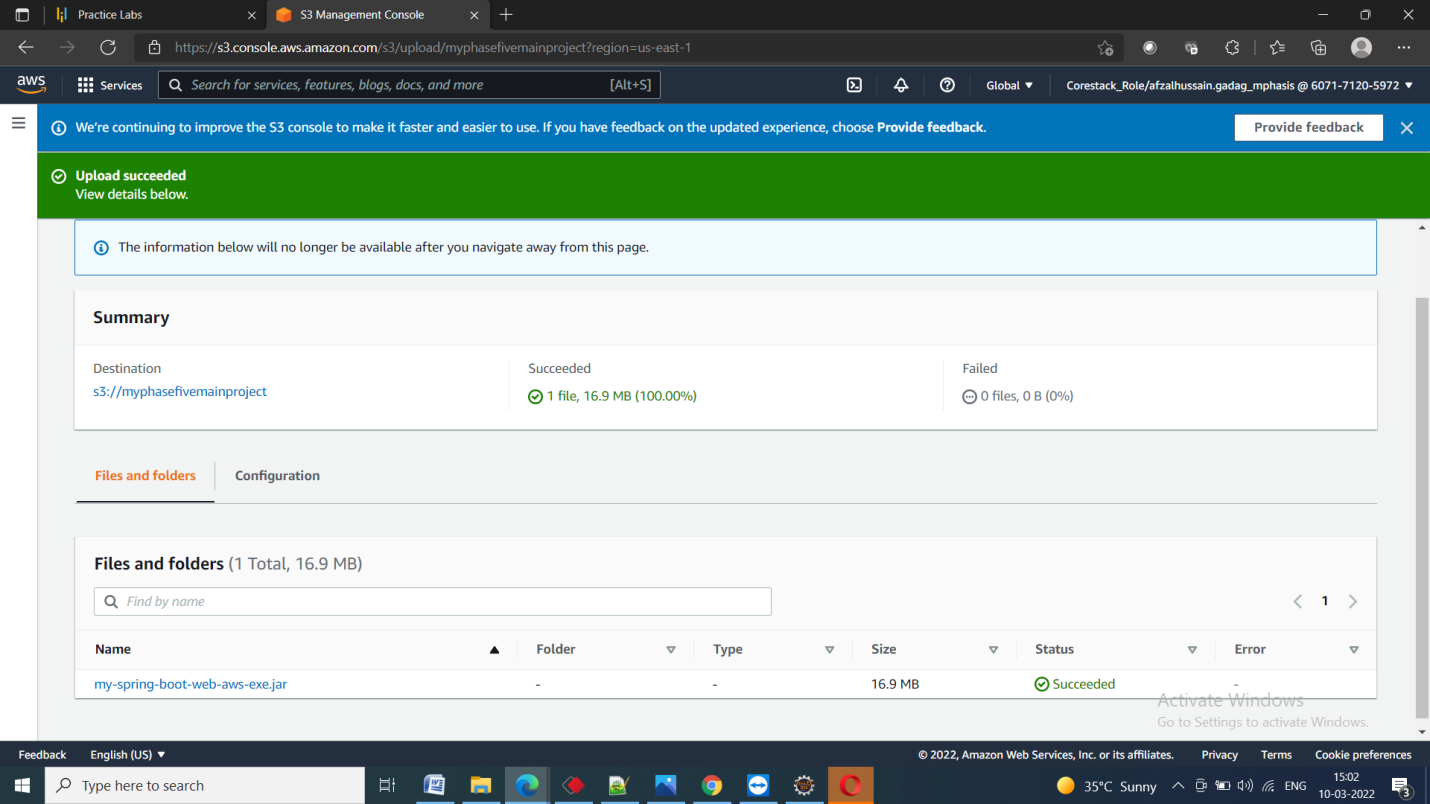 Practice Labs
S3 Management Console
https://s3.console.aws.amazon.com/s3/upload/myphasefivemainproject?region=us-east-1
aws
Services
Search for services, features, blogs, docs, and more [Alt+S]
Global
Corestack_Role/afzalhussain.gadag_mphasis @ 6071-7120-5972
We're continuing to improve the S3 console to make it faster and easier to use. If you have feedback on the updated experience, choose Provide feedback.
Provide feedback
Upload succeeded
View details below.
The information below will no longer be available after you navigate away from this page.
Summary
Destination Succeeded Failed
s3://myphasefivemainproject 1 file, 16.9 MB (100.00%) 0 files, 0 B (0%)
Files and folders Configuration
Files and folders (1 Total, 16.9 MB)
Find by name 1
Name Folder Type Size Status Error
my-spring-boot-web-aws-exe.jar - - 16.9 MB Succeeded -
Activate Windows
Go to Settings to activate Windows.
Feedback English (US) © 2022, Amazon Web Services, Inc. or its affiliates. Privacy Terms Cookie preferences
Type here to search
35°C Sunny
ENG
15:02
10-03-2022
3